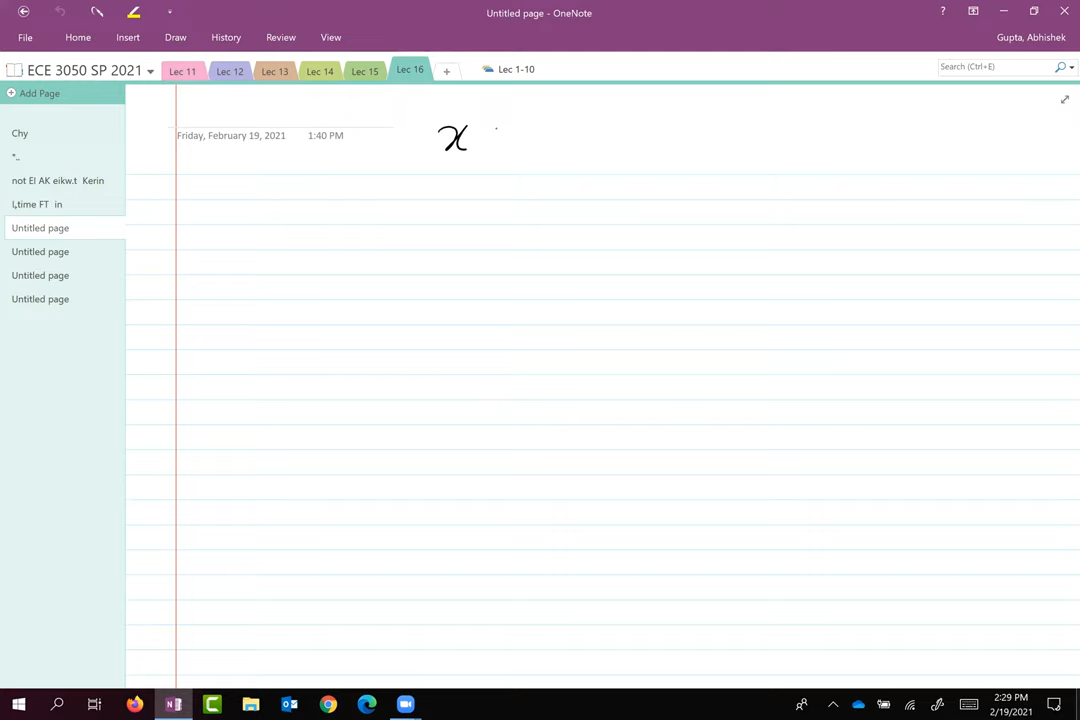 Untitled page - OneNote
File Home Insert Draw History Review View
Gupta, Abhishek
ECE 3050 SP 2021
Lec 11 Lec 12 Lec 13 Lec 14 Lec 15 Lec 16 Lec 1-10
Search (Ctrl+E)
Add Page
Friday, February 19, 2021 1:40 PM
x
Chy
*..
not El AK eikw.t Kerin
l,time FT in
Untitled page
Untitled page
Untitled page
Untitled page
2:29 PM
2/19/2021